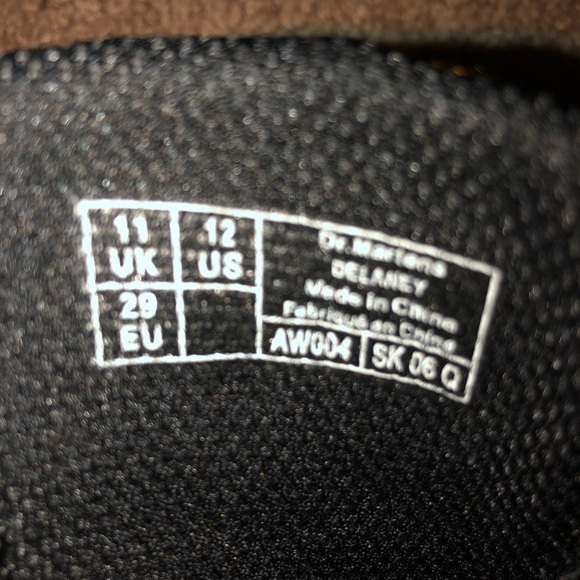 11
UK
12
US
29
EU
Dr. Martens
DELANEY
Made in China
Fabriqué en Chine
AW004
SK 06 Q